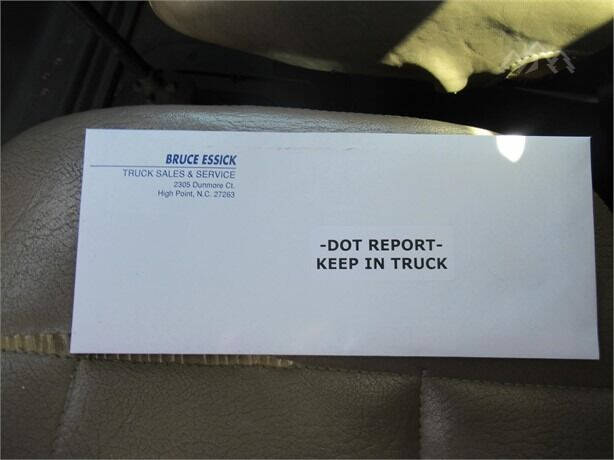 BRUCE ESSICK
TRUCK SALES & SERVICE
2305 Dunmore Ct.
High Point, N.C. 27263
-DOT REPORT-
KEEP IN TRUCK